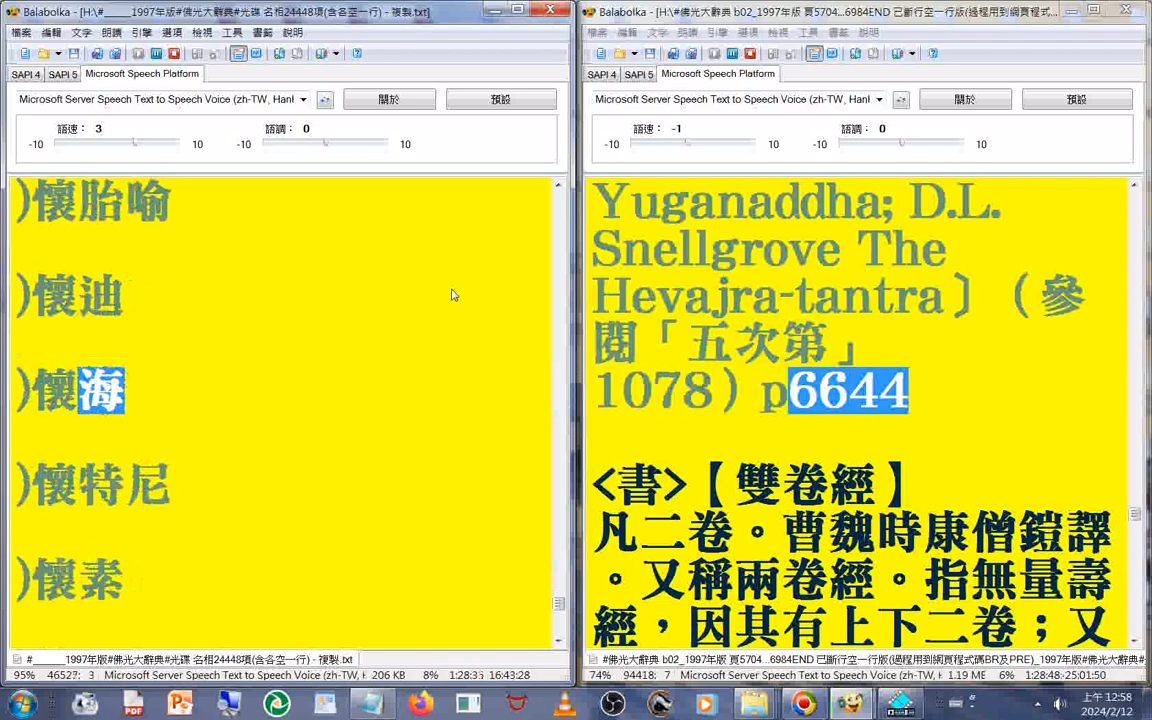 Balabolka - [H:\#_____1997年版#佛光大辭典#光碟 名相24448項(含各空一行) - 複製.txt]
檔案 編輯 文字 朗讀 引擎 選項 檢視 工具 書籤 說明
SAPI 4 SAPI 5 Microsoft Speech Platform
Microsoft Server Speech Text to Speech Voice (zh-TW, Hanl
關於
預設
語速： 3
語調： 0
-10 10 -10 10
)懷胎喻
)懷迪
)懷海
)懷特尼
)懷素
#______1997年版#佛光大辭典#光碟 名相24448項(含各空一行) - 複製.txt
95% 46527: 3 Microsoft Server Speech Text to Speech Voice (zh-TW, H 206 KB 8% 1:28:35 16:43:28
Balabolka - [H:\#佛光大辭典 b02_1997年版 頁5704...6984END 已斷行空一行版(過程用到網頁程式...
檔案 編輯 文字 朗讀 引擎 選項 檢視 工具 書籤 說明
SAPI 4 SAPI 5 Microsoft Speech Platform
Microsoft Server Speech Text to Speech Voice (zh-TW, Hanl
關於
預設
語速： -1
語調： 0
-10 10 -10 10
Yuganaddha; D.L.
Snellgrove The
Hevajra-tantra〕（參
閱「五次第」
1078）p6644
<書>【雙卷經】
凡二卷。曹魏時康僧鎧譯
。又稱兩卷經。指無量壽
經，因其有上下二卷；又
#佛光大辭典 b02_1997年版 頁5704...6984END 已斷行空一行版(過程用到網頁程式碼BR及PRE)_1997年版#佛光大辭典#
74% 94418: 7 Microsoft Server Speech Text to Speech Voice (zh-TW, H 1.19 ME 6% 1:28:48-25:01:50
上午 12:58
2024/2/12